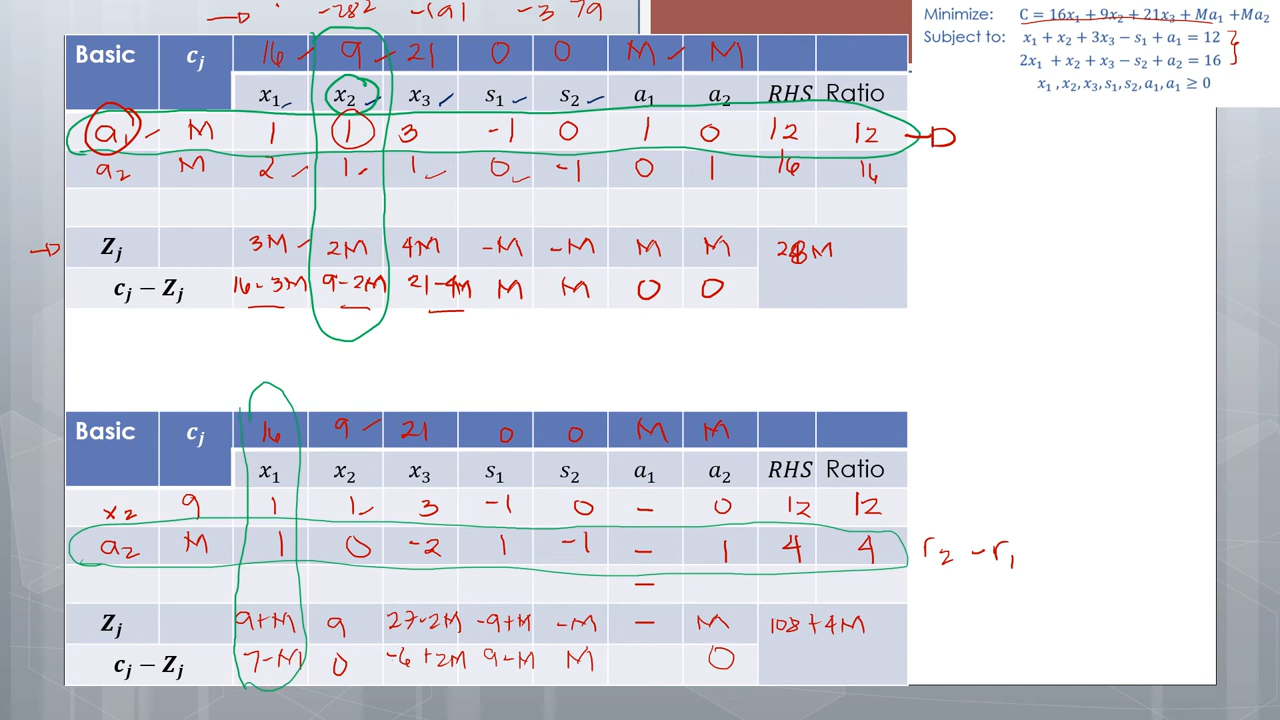 -282 -191 -379
Minimize: C = 16x₁ + 9x₂ + 21x₃ + Ma₁ + Ma₂
Subject to: x₁ + x₂ + 3x₃ − s₁ + a₁ = 12
2x₁ + x₂ + x₃ − s₂ + a₂ = 16
x₁, x₂, x₃, s₁, s₂, a₁, a₁ ≥ 0
Basic cⱼ 16 9 21 0 0 M M
x₁ x₂ x₃ s₁ s₂ a₁ a₂ RHS Ratio
a₁ M 1 1 3 -1 0 1 0 12 12
a₂ M 2 1 1 0 -1 0 1 16 16
Zⱼ 3M 2M 4M -M -M M M 28M
cⱼ − Zⱼ 16-3M 9-2M 21-4M M M 0 0
Basic cⱼ 16 9 21 0 0 M M
x₁ x₂ x₃ s₁ s₂ a₁ a₂ RHS Ratio
x₂ 9 1 1 3 -1 0 - 0 12 12
a₂ M 1 0 -2 1 -1 - 1 4 4 r₂ - r₁
-
Zⱼ 9+M 9 27-2M -9+M -M - M 108+4M
cⱼ − Zⱼ 7-M 0 -6+2M 9-M M 0